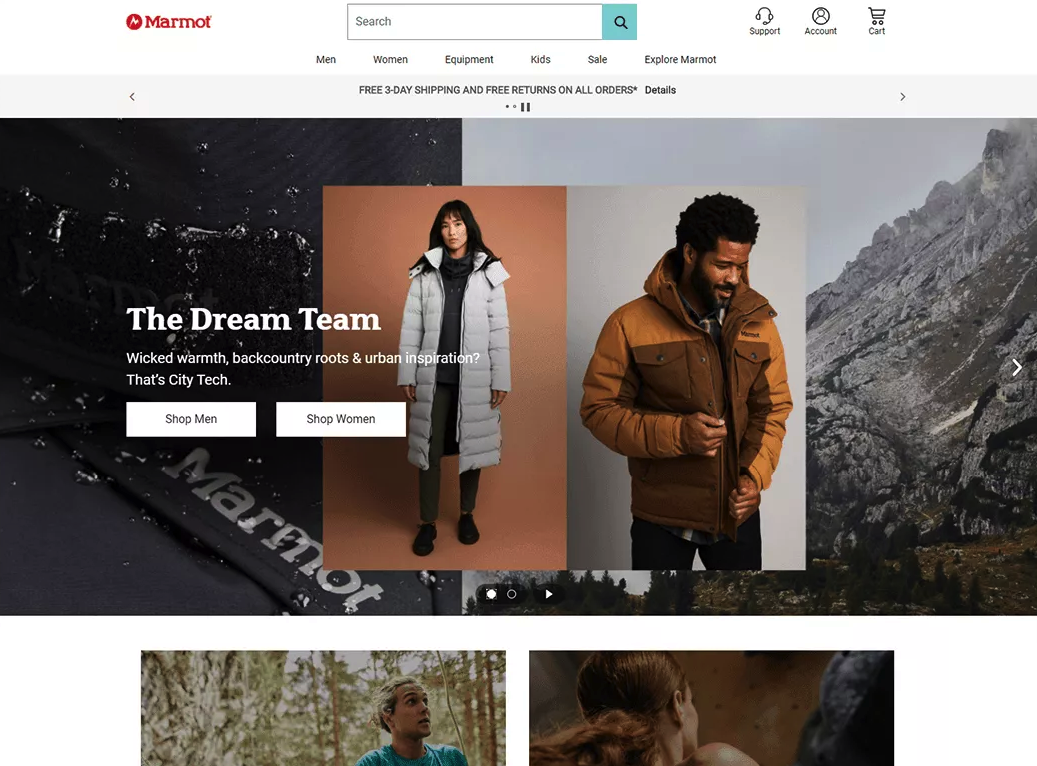 Marmot
Search
Support
Account
Cart
Men
Women
Equipment
Kids
Sale
Explore Marmot
FREE 3-DAY SHIPPING AND FREE RETURNS ON ALL ORDERS* Details
Marmot
The Dream Team
Wicked warmth, backcountry roots & urban inspiration?
That's City Tech.
Shop Men
Shop Women
Marmot
Marmot